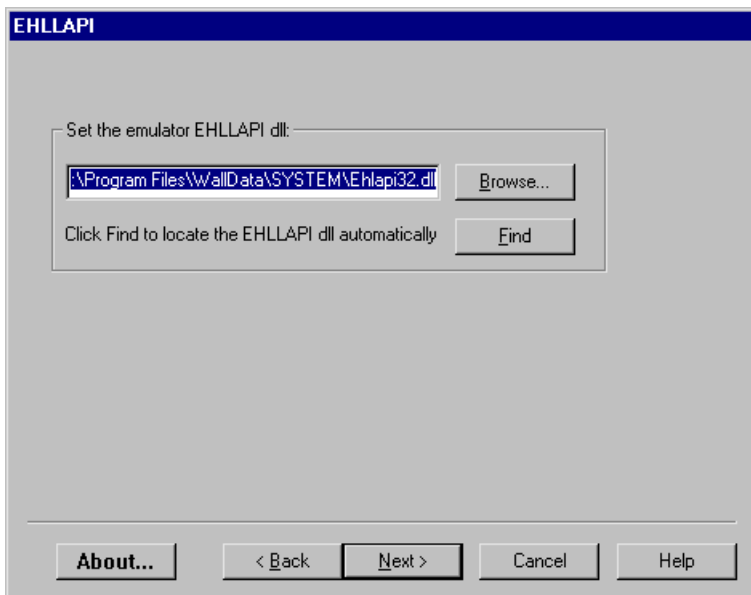 EHLLAPI
Set the emulator EHLLAPI dll:
:\Program Files\WallData\SYSTEM\Ehlapi32.dll
Browse...
Click Find to locate the EHLLAPI dll automatically
Find
About...
< Back
Next >
Cancel
Help